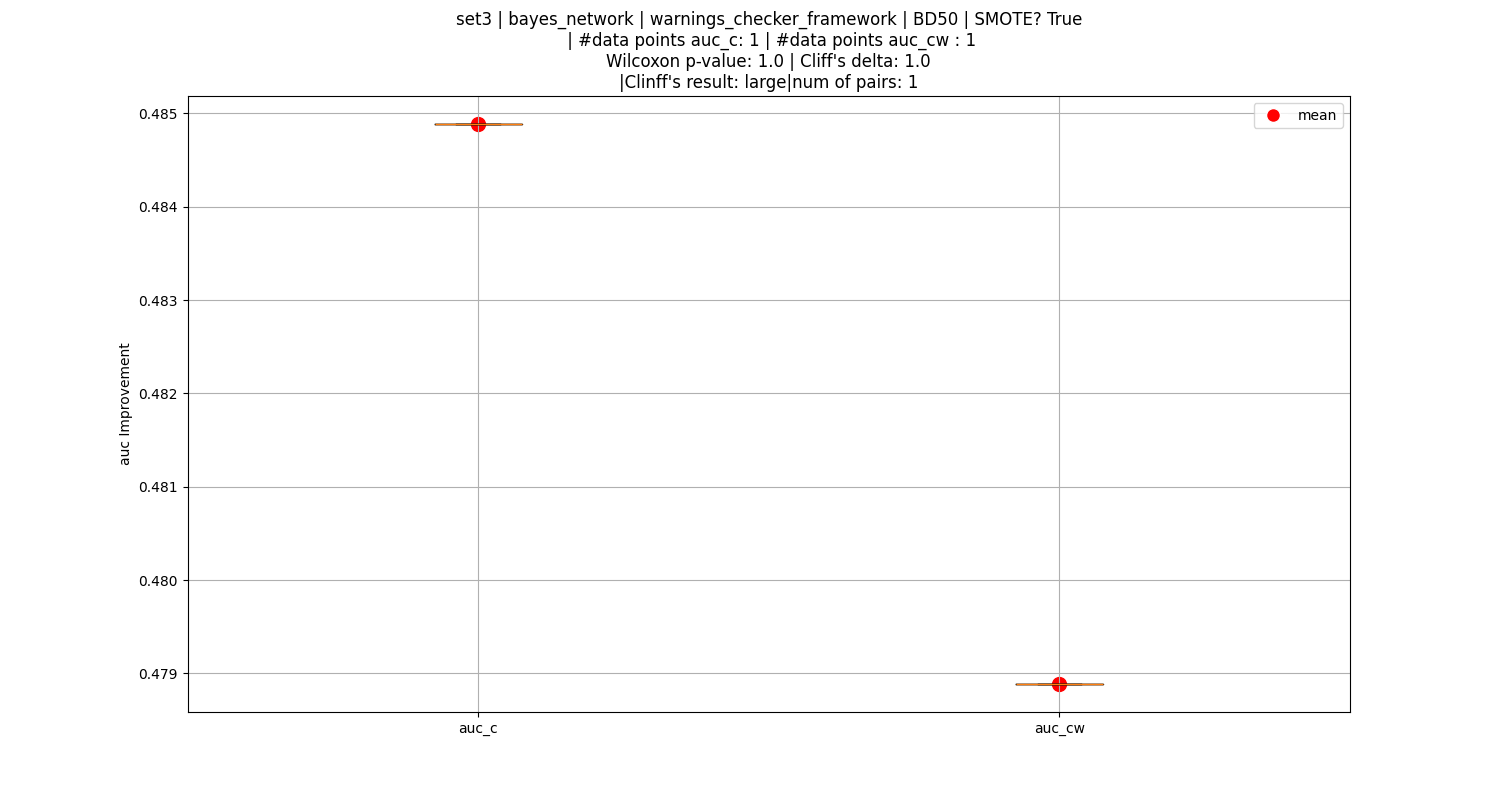 set3 | bayes_network | warnings_checker_framework | BD50 | SMOTE? True
| #data points auc_c: 1 | #data points auc_cw : 1
Wilcoxon p-value: 1.0 | Cliff's delta: 1.0
|Clinff's result: large|num of pairs: 1
mean
0.485
0.484
0.483
0.482
0.481
0.480
0.479
auc Improvement
auc_c
auc_cw